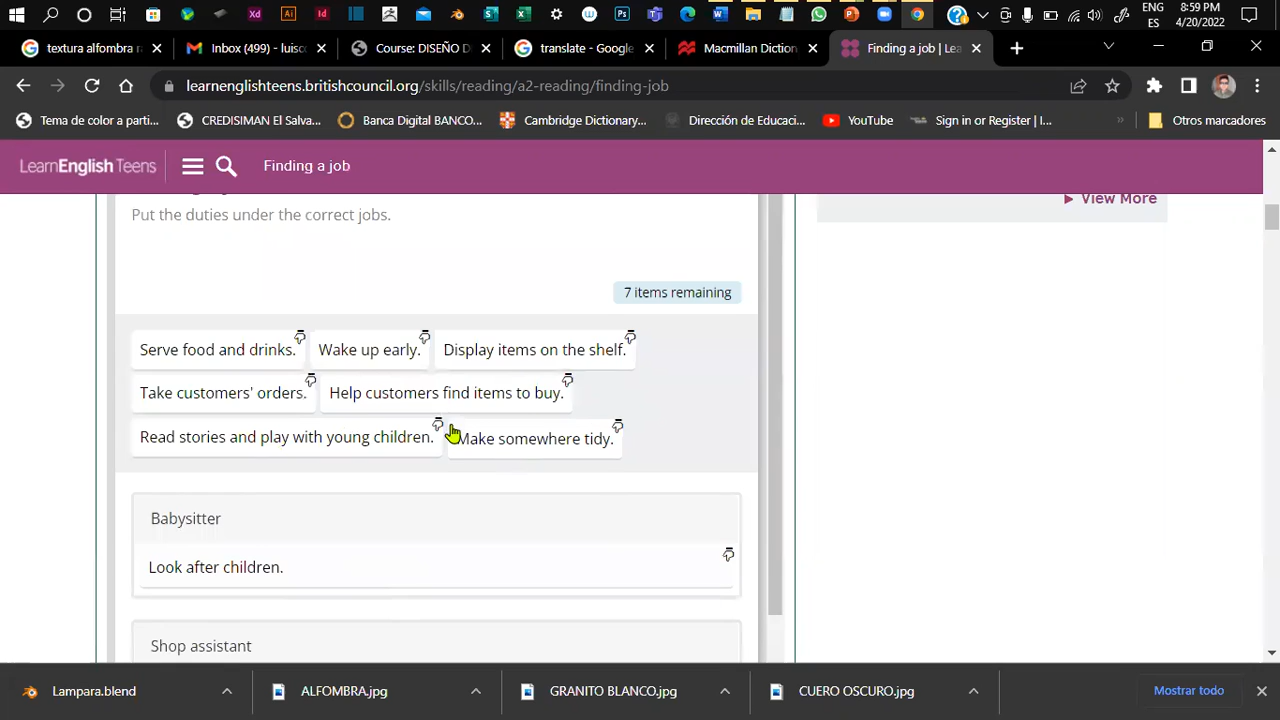 8:59 PM
ENG
ES
4/20/2022
textura alfombra ra
Inbox (499) - luisco
Course: DISEÑO D
translate - Google
Macmillan Diction
Finding a job | Lea
learnenglishteens.britishcouncil.org/skills/reading/a2-reading/finding-job
Tema de color a parti...
CREDISIMAN El Salva...
Banca Digital BANCO...
Cambridge Dictionary...
Dirección de Educaci...
YouTube
Sign in or Register | I...
Otros marcadores
LearnEnglish Teens
Finding a job
View More
Put the duties under the correct jobs.
7 items remaining
Serve food and drinks. Wake up early. Display items on the shelf.
Take customers' orders. Help customers find items to buy.
Read stories and play with young children. Make somewhere tidy.
Babysitter
Look after children.
Shop assistant
Lampara.blend
ALFOMBRA.jpg
GRANITO BLANCO.jpg
CUERO OSCURO.jpg
Mostrar todo